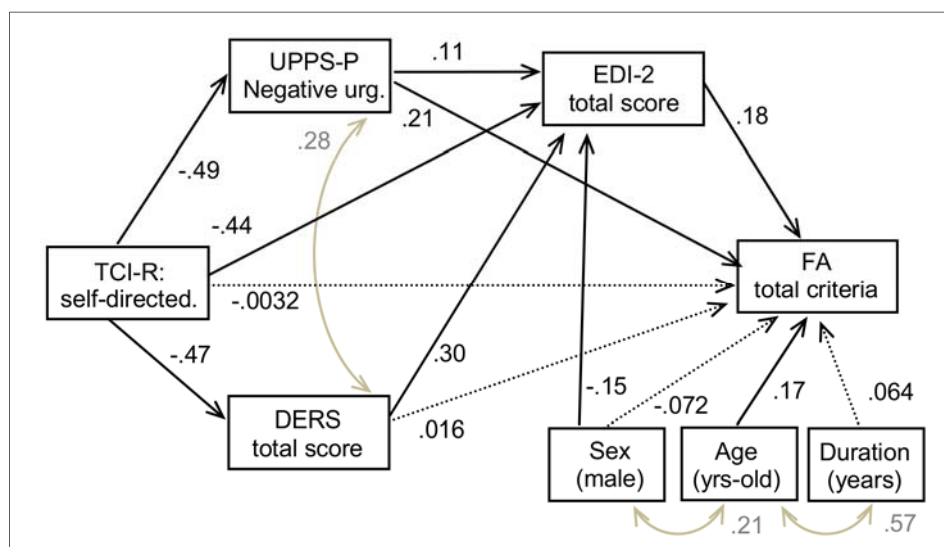 UPPS-P
Negative urg.
.11
EDI-2
total score
.21
.18
.28
-.49
-.44
TCI-R:
self-directed.
-.0032
FA
total criteria
-.47
.30
DERS
total score
.016
-.15
-.072
.17
.064
Sex
(male)
Age
(yrs-old)
Duration
(years)
.21
.57